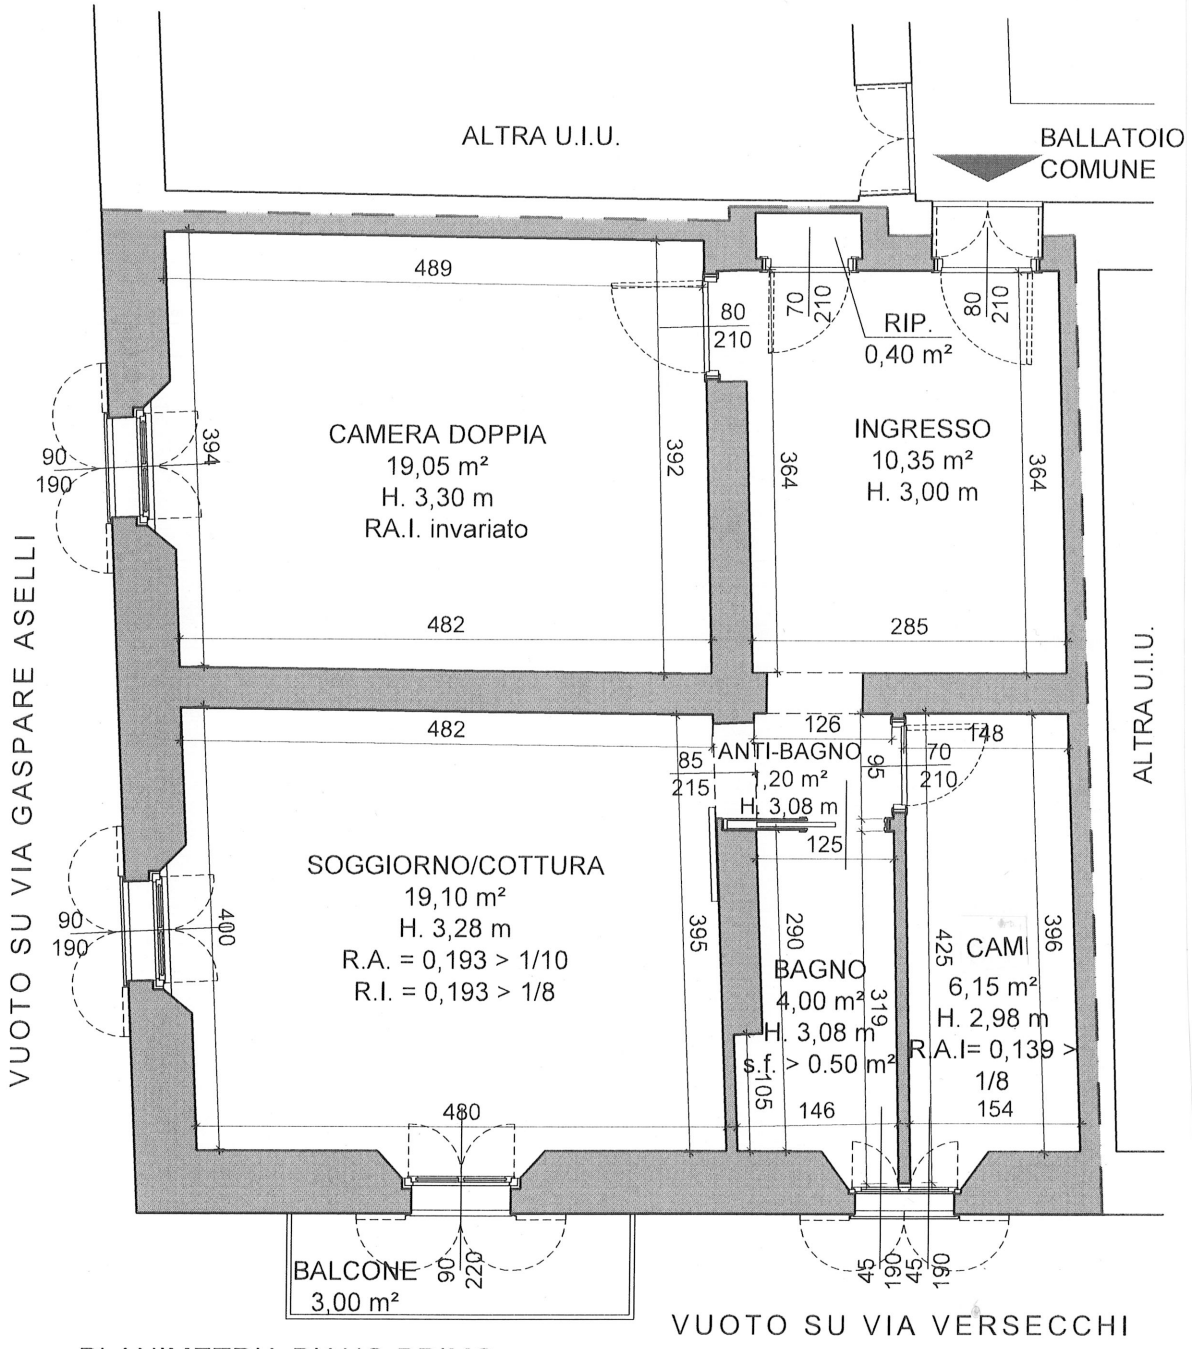 ALTRA U.I.U.
BALLATOIO
COMUNE
489
80
210
70
210
80
210
RIP.
0,40 m²
CAMERA DOPPIA
19,05 m²
H. 3,30 m
RA.I. invariato
394
392
90
190
INGRESSO
10,35 m²
H. 3,00 m
364
364
482
285
VUOTO SU VIA GASPARE ASELLI
ALTRA U.I.U.
482
126
148
85
215
ANTI-BAGNO
1,20 m²
H. 3,08 m
95
70
210
125
SOGGIORNO/COTTURA
19,10 m²
H. 3,28 m
R.A. = 0,193 > 1/10
R.I. = 0,193 > 1/8
90
190
400
395
290
BAGNO
4,00 m²
H. 3,08 m
s.f. > 0.50 m²
319
105
425
396
CAM
6,15 m²
H. 2,98 m
R.A.I= 0,139 >
1/8
480
146
154
BALCONE
3,00 m²
90
220
45
190
45
190
VUOTO SU VIA VERSECCHI